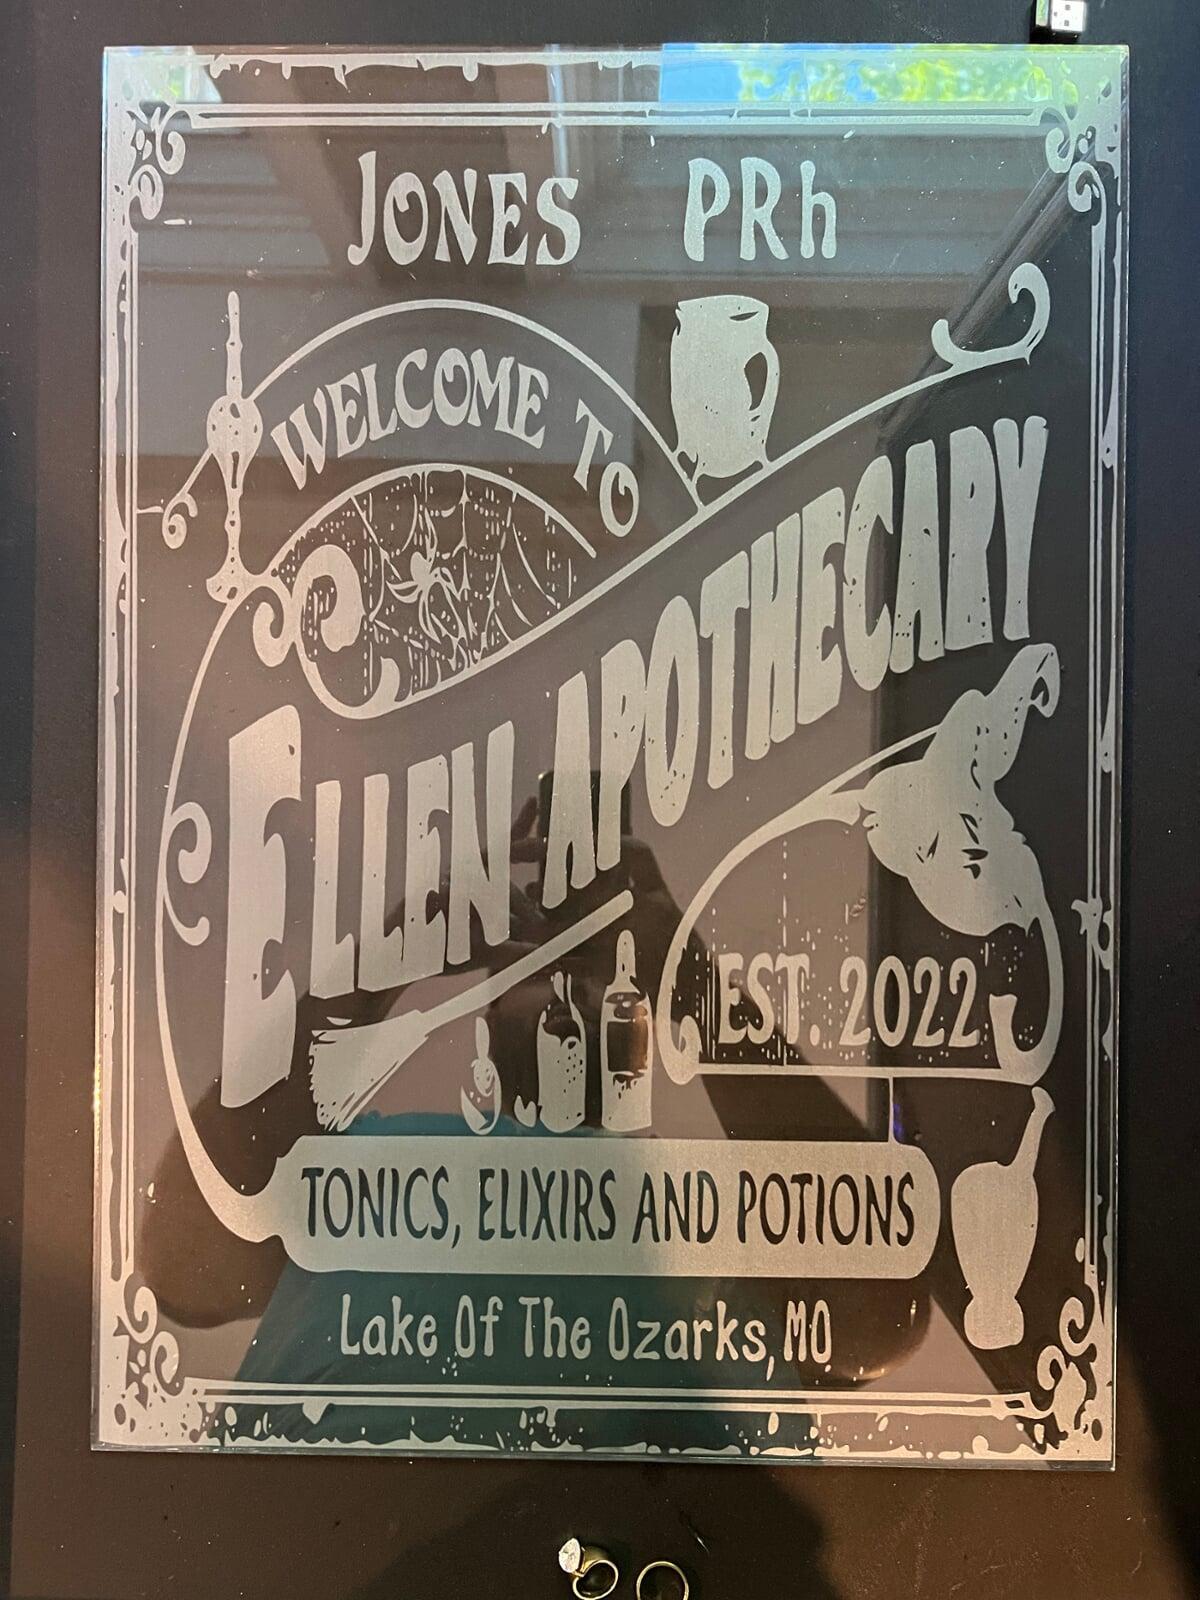 JONES PRh
WELCOME TO
ELLEN APOTHECARY
EST. 2022
TONICS, ELIXIRS AND POTIONS
Lake Of The Ozarks, MO